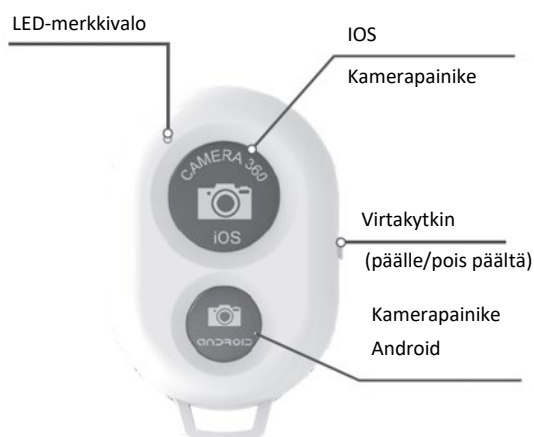 LED-merkkivalo
IOS
Kamerapainike
CAMERA 360
iOS
Virtakytkin
(päälle/pois päältä)
Kamerapainike
Android
ANDROID